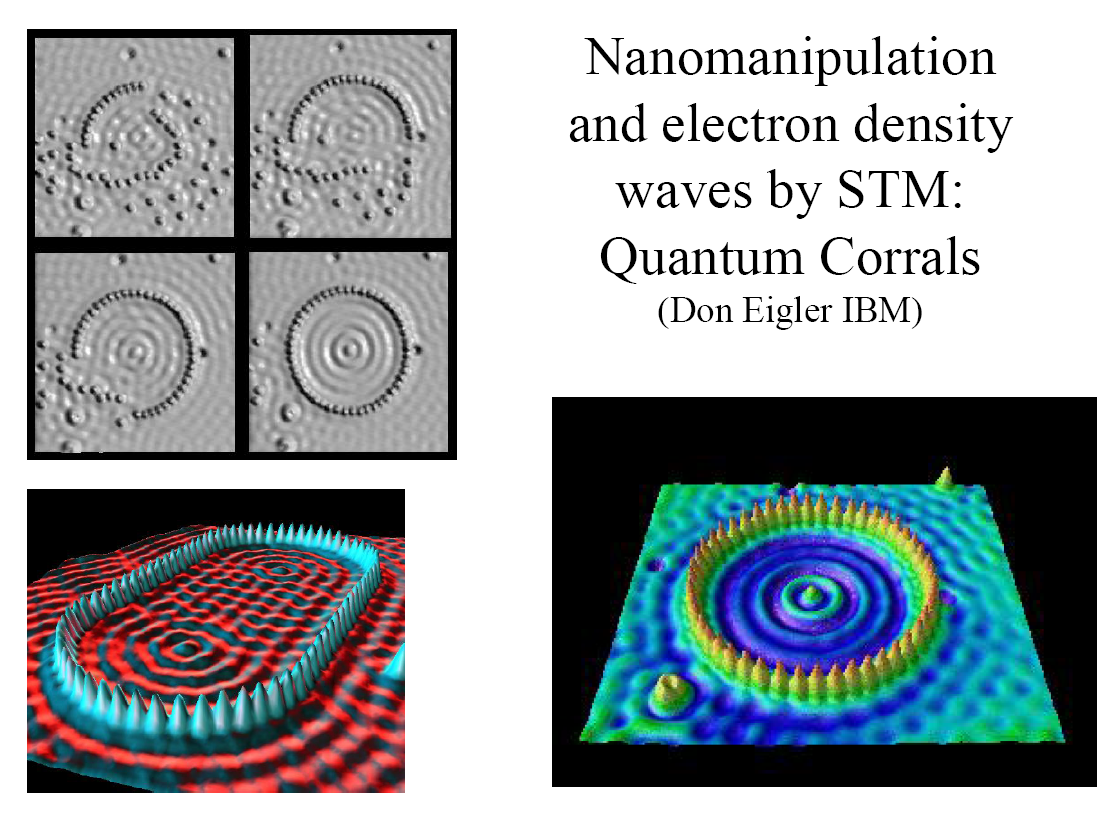 Nanomanipulation
and electron density
waves by STM:
Quantum Corrals
(Don Eigler IBM)